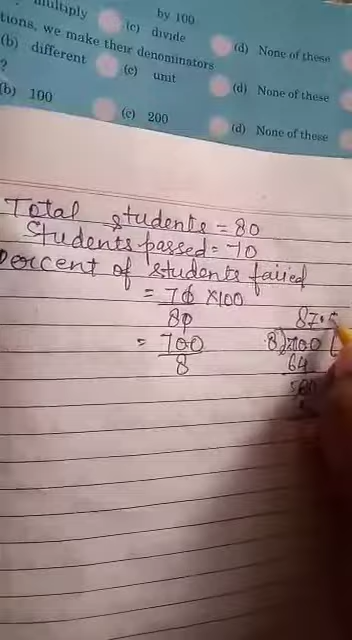 multiply
by 100
(c) divide
(d) None of these
tions, we make their denominators
(b) different
(c) unit
(d) None of these
?
(b) 100
(c) 200
(d) None of these
Total students = 80
Students passed = 70
percent of students failed
= 70 × 100
80
= 700
8
87.5
8)700(
64